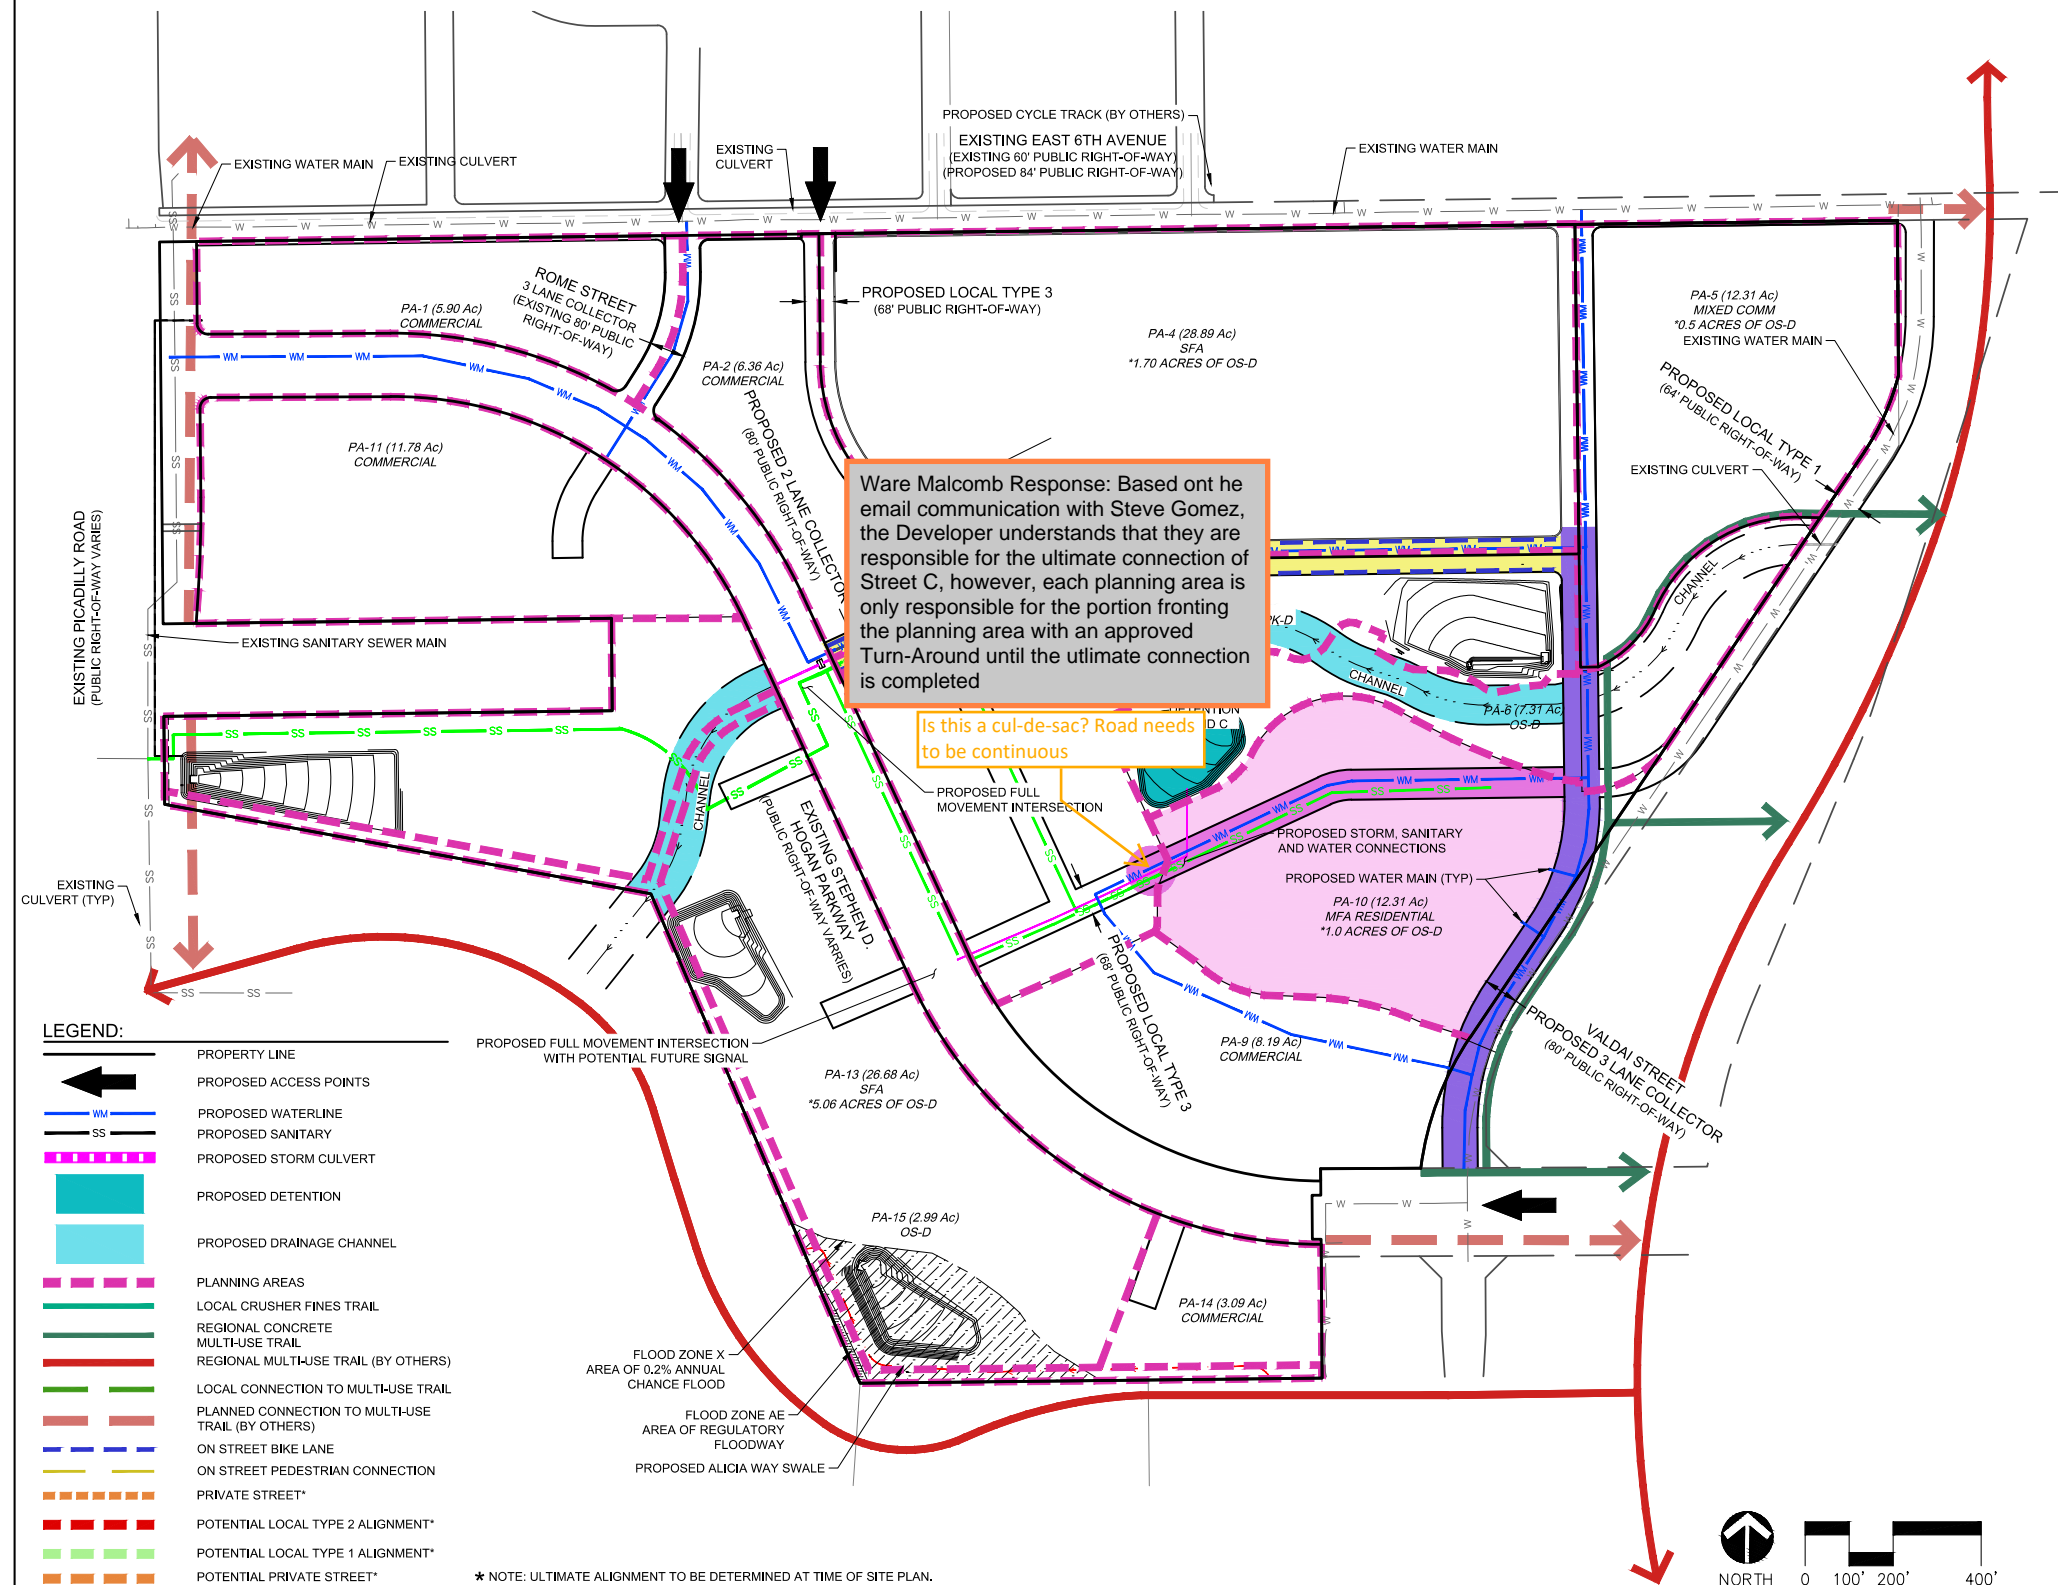 PROPOSED CYCLE TRACK (BY OTHERS)
EXISTING EAST 6TH AVENUE
(EXISTING 60' PUBLIC RIGHT-OF-WAY)
(PROPOSED 84' PUBLIC RIGHT-OF-WAY)
EXISTING WATER MAIN
EXISTING CULVERT
EXISTING
CULVERT
EXISTING WATER MAIN
ROME STREET
3 LANE COLLECTOR
(EXISTING 80' PUBLIC
RIGHT-OF-WAY)
PA-1 (5.90 Ac)
COMMERCIAL
PROPOSED LOCAL TYPE 3
(68' PUBLIC RIGHT-OF-WAY)
PA-2 (6.36 Ac)
COMMERCIAL
PA-4 (28.89 Ac)
SFA
*1.70 ACRES OF OS-D
PA-5 (12.31 Ac)
MIXED COMM
*0.5 ACRES OF OS-D
EXISTING WATER MAIN
PROPOSED LOCAL TYPE 1
(64' PUBLIC RIGHT-OF-WAY)
EXISTING CULVERT
PROPOSED 2 LANE COLLECTOR
(80' PUBLIC RIGHT-OF-WAY)
PA-11 (11.78 Ac)
COMMERCIAL
Ware Malcomb Response: Based ont he
email communication with Steve Gomez,
the Developer understands that they are
responsible for the ultimate connection of
Street C, however, each planning area is
only responsible for the portion fronting
the planning area with an approved
Turn-Around until the utlimate connection
is completed
EXISTING PICADILLY ROAD
(PUBLIC RIGHT-OF-WAY VARIES)
EXISTING SANITARY SEWER MAIN
CHANNEL
CHANNEL
CHANNEL
PK-D
PA-6 (7.31 Ac)
OS-D
Is this a cul-de-sac? Road needs
to be continuous
PROPOSED FULL
MOVEMENT INTERSECTION
EXISTING STEPHEN D.
HOGAN PARKWAY
(PUBLIC RIGHT-OF-WAY VARRIES)
PROPOSED STORM, SANITARY
AND WATER CONNECTIONS
PROPOSED WATER MAIN (TYP)
PA-10 (12.31 Ac)
MFA RESIDENTIAL
*1.0 ACRES OF OS-D
EXISTING
CULVERT (TYP)
PROPOSED LOCAL TYPE 3
(68' PUBLIC RIGHT-OF-WAY)
PA-9 (8.19 Ac)
COMMERCIAL
VALDAI STREET
PROPOSED 3 LANE COLLECTOR
(80' PUBLIC RIGHT-OF-WAY)
PROPOSED FULL MOVEMENT INTERSECTION
WITH POTENTIAL FUTURE SIGNAL
PA-13 (26.68 Ac)
SFA
*5.06 ACRES OF OS-D
PA-15 (2.99 Ac)
OS-D
PA-14 (3.09 Ac)
COMMERCIAL
FLOOD ZONE X
AREA OF 0.2% ANNUAL
CHANCE FLOOD
FLOOD ZONE AE
AREA OF REGULATORY
FLOODWAY
PROPOSED ALICIA WAY SWALE
LEGEND:
PROPERTY LINE
PROPOSED ACCESS POINTS
WM PROPOSED WATERLINE
SS PROPOSED SANITARY
PROPOSED STORM CULVERT
PROPOSED DETENTION
PROPOSED DRAINAGE CHANNEL
PLANNING AREAS
LOCAL CRUSHER FINES TRAIL
REGIONAL CONCRETE
MULTI-USE TRAIL
REGIONAL MULTI-USE TRAIL (BY OTHERS)
LOCAL CONNECTION TO MULTI-USE TRAIL
PLANNED CONNECTION TO MULTI-USE
TRAIL (BY OTHERS)
ON STREET BIKE LANE
ON STREET PEDESTRIAN CONNECTION
PRIVATE STREET*
POTENTIAL LOCAL TYPE 2 ALIGNMENT*
POTENTIAL LOCAL TYPE 1 ALIGNMENT*
POTENTIAL PRIVATE STREET*
* NOTE: ULTIMATE ALIGNMENT TO BE DETERMINED AT TIME OF SITE PLAN.
NORTH
0 100' 200' 400'